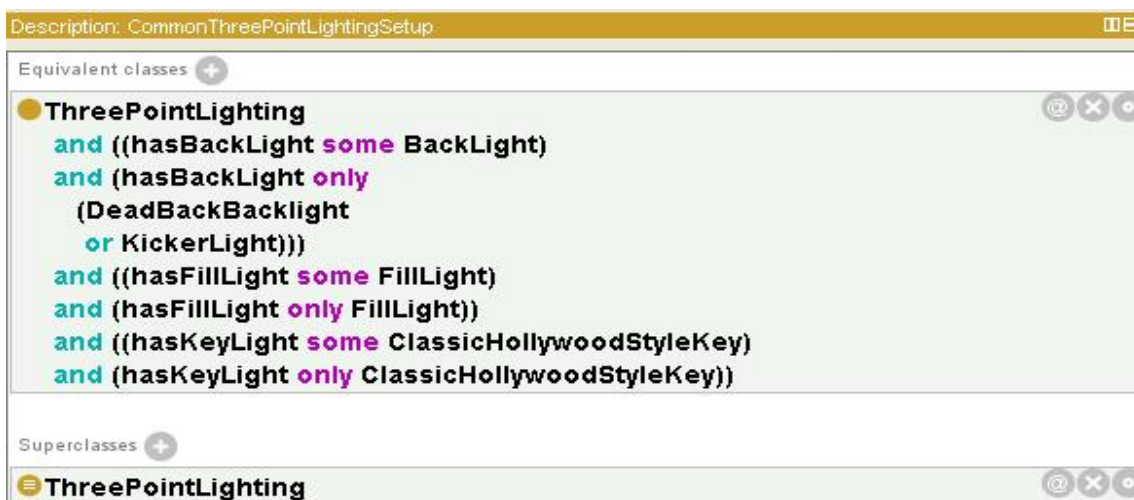 Description: CommonThreePointLightingSetup
Equivalent classes
ThreePointLighting
and ((hasBackLight some BackLight)
and (hasBackLight only
(DeadBackBacklight
or KickerLight)))
and ((hasFillLight some FillLight)
and (hasFillLight only FillLight))
and ((hasKeyLight some ClassicHollywoodStyleKey)
and (hasKeyLight only ClassicHollywoodStyleKey))
Superclasses
ThreePointLighting